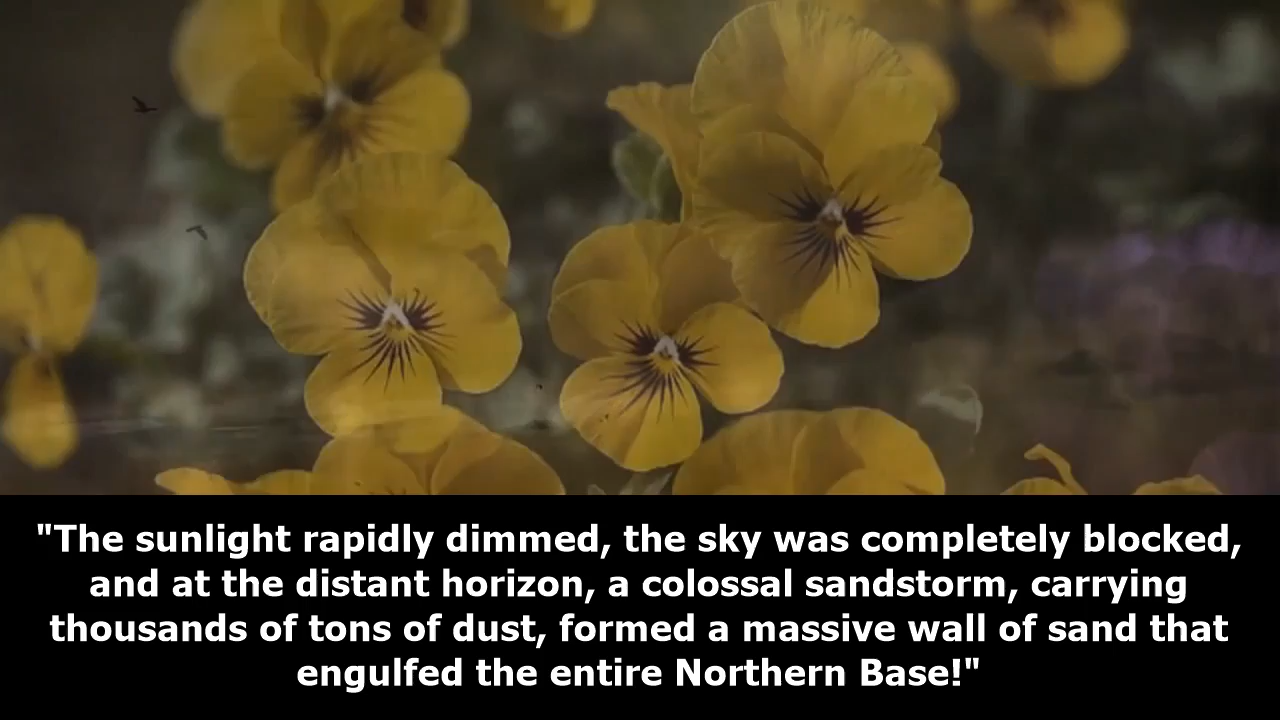 "The sunlight rapidly dimmed, the sky was completely blocked,
and at the distant horizon, a colossal sandstorm, carrying
thousands of tons of dust, formed a massive wall of sand that
engulfed the entire Northern Base!"